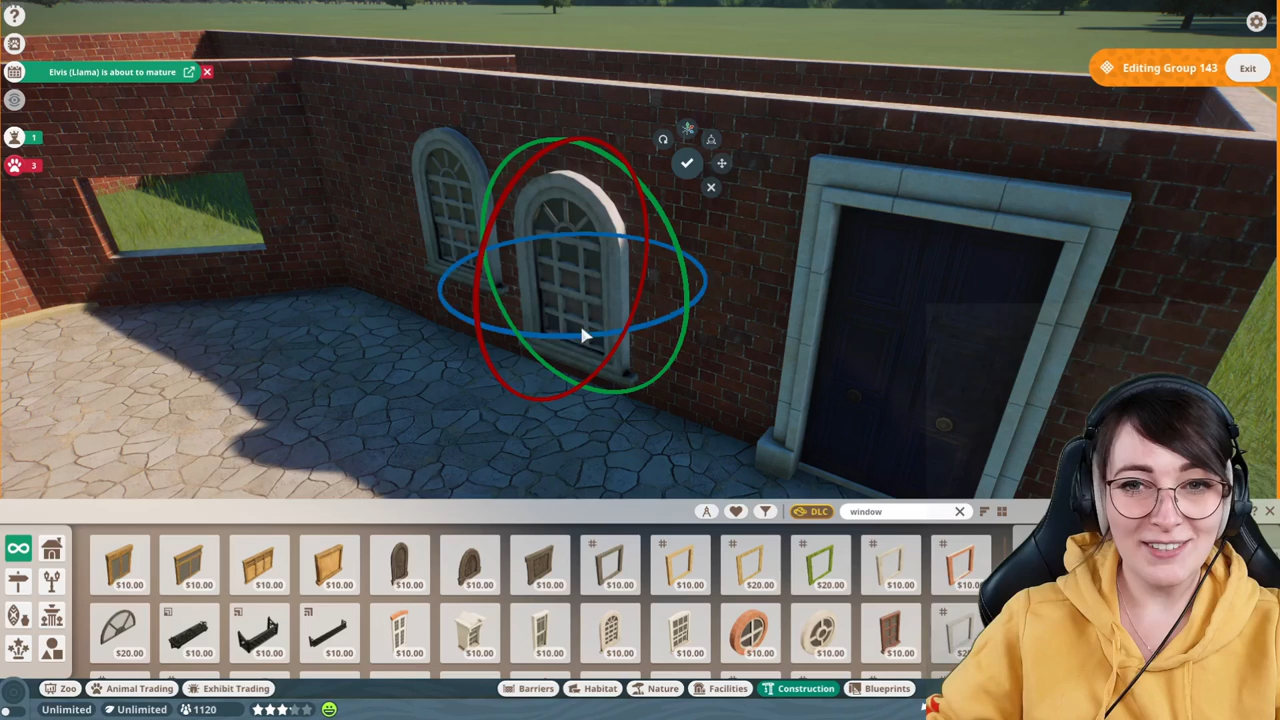 ?
Elvis (Llama) is about to mature
Editing Group 143
Exit
1
3
DLC
window
?
$10.00 $10.00 $10.00 $10.00 $10.00 $10.00 $10.00 $10.00 $10.00 $20.00 $20.00 $10.00 $10.00
$20.00 $10.00 $10.00 $10.00 $10.00 $10.00 $10.00 $10.00 $10.00 $10.00 $10.00 $10.00
Zoo
Animal Trading
Exhibit Trading
Barriers
Habitat
Nature
Facilities
Construction
Blueprints
Unlimited
Unlimited
1120